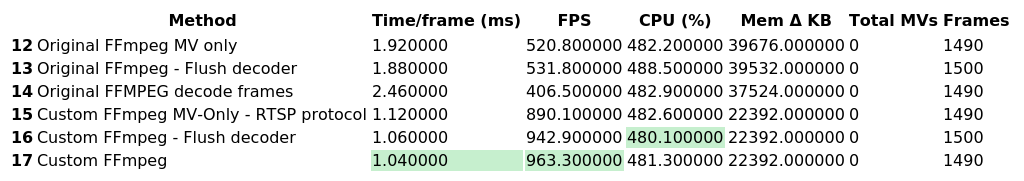 Method Time/frame (ms) FPS CPU (%) Mem Δ KB Total MVs Frames
12 Original FFmpeg MV only 1.920000 520.800000 482.200000 39676.000000 0 1490
13 Original FFmpeg - Flush decoder 1.880000 531.800000 488.500000 39532.000000 0 1500
14 Original FFMPEG decode frames 2.460000 406.500000 482.900000 37524.000000 0 1490
15 Custom FFmpeg MV-Only - RTSP protocol 1.120000 890.100000 482.600000 22392.000000 0 1490
16 Custom FFmpeg - Flush decoder 1.060000 942.900000 480.100000 22392.000000 0 1500
17 Custom FFmpeg 1.040000 963.300000 481.300000 22392.000000 0 1490